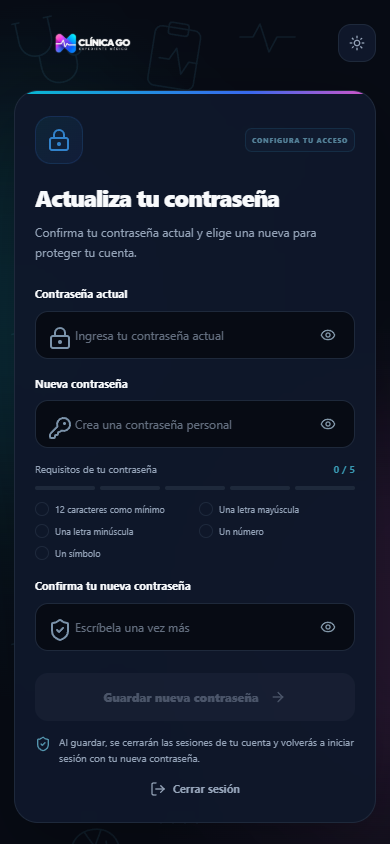 CLÍNICA GO
EXPERIENTE MÉDICO
CONFIGURA TU ACCESO
Actualiza tu contraseña
Confirma tu contraseña actual y elige una nueva para
proteger tu cuenta.
Contraseña actual
Ingresa tu contraseña actual
Nueva contraseña
Crea una contraseña personal
Requisitos de tu contraseña
0 / 5
12 caracteres como mínimo
Una letra mayúscula
Una letra minúscula
Un número
Un símbolo
Confirma tu nueva contraseña
Escríbela una vez más
Guardar nueva contraseña
Al guardar, se cerrarán las sesiones de tu cuenta y volverás a iniciar
sesión con tu nueva contraseña.
Cerrar sesión